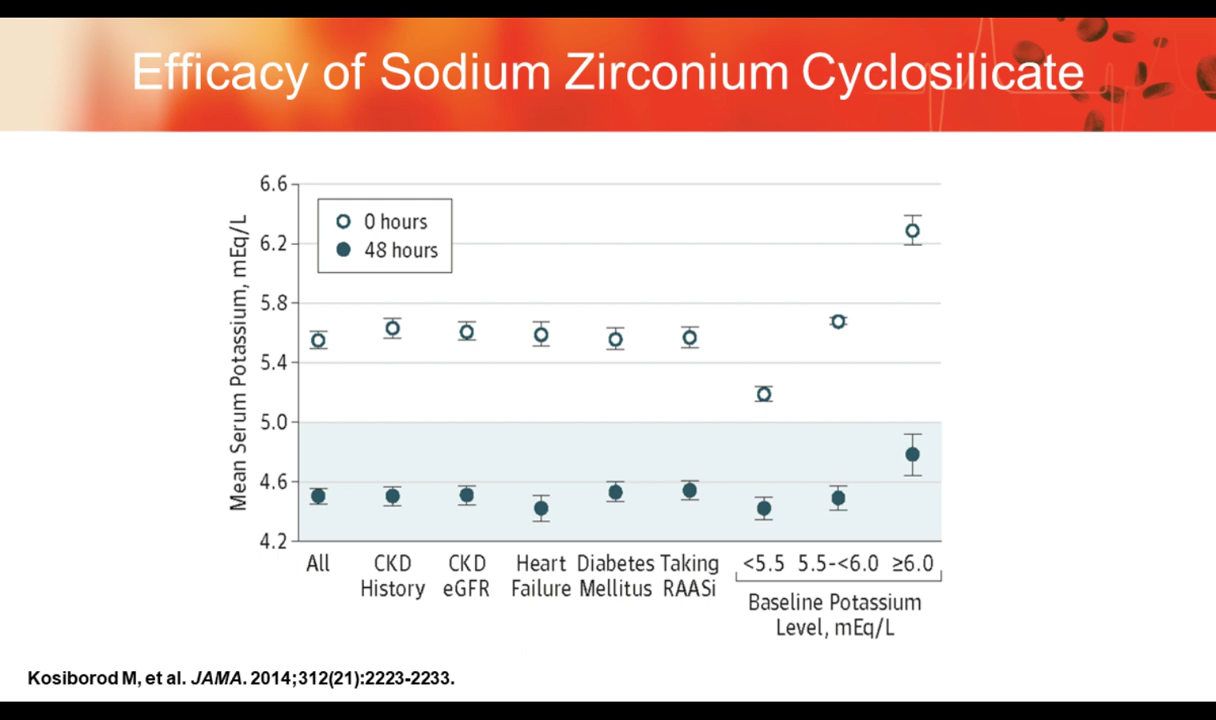 Efficacy of Sodium Zirconium Cyclosilicate
Mean Serum Potassium, mEq/L
6.6
6.2
5.8
5.4
5.0
4.6
4.2
0 hours
48 hours
All
CKD History
CKD eGFR
Heart Failure
Diabetes Mellitus
Taking RAASi
<5.5
5.5-<6.0
≥6.0
Baseline Potassium
Level, mEq/L
Kosiborod M, et al. JAMA. 2014;312(21):2223-2233.